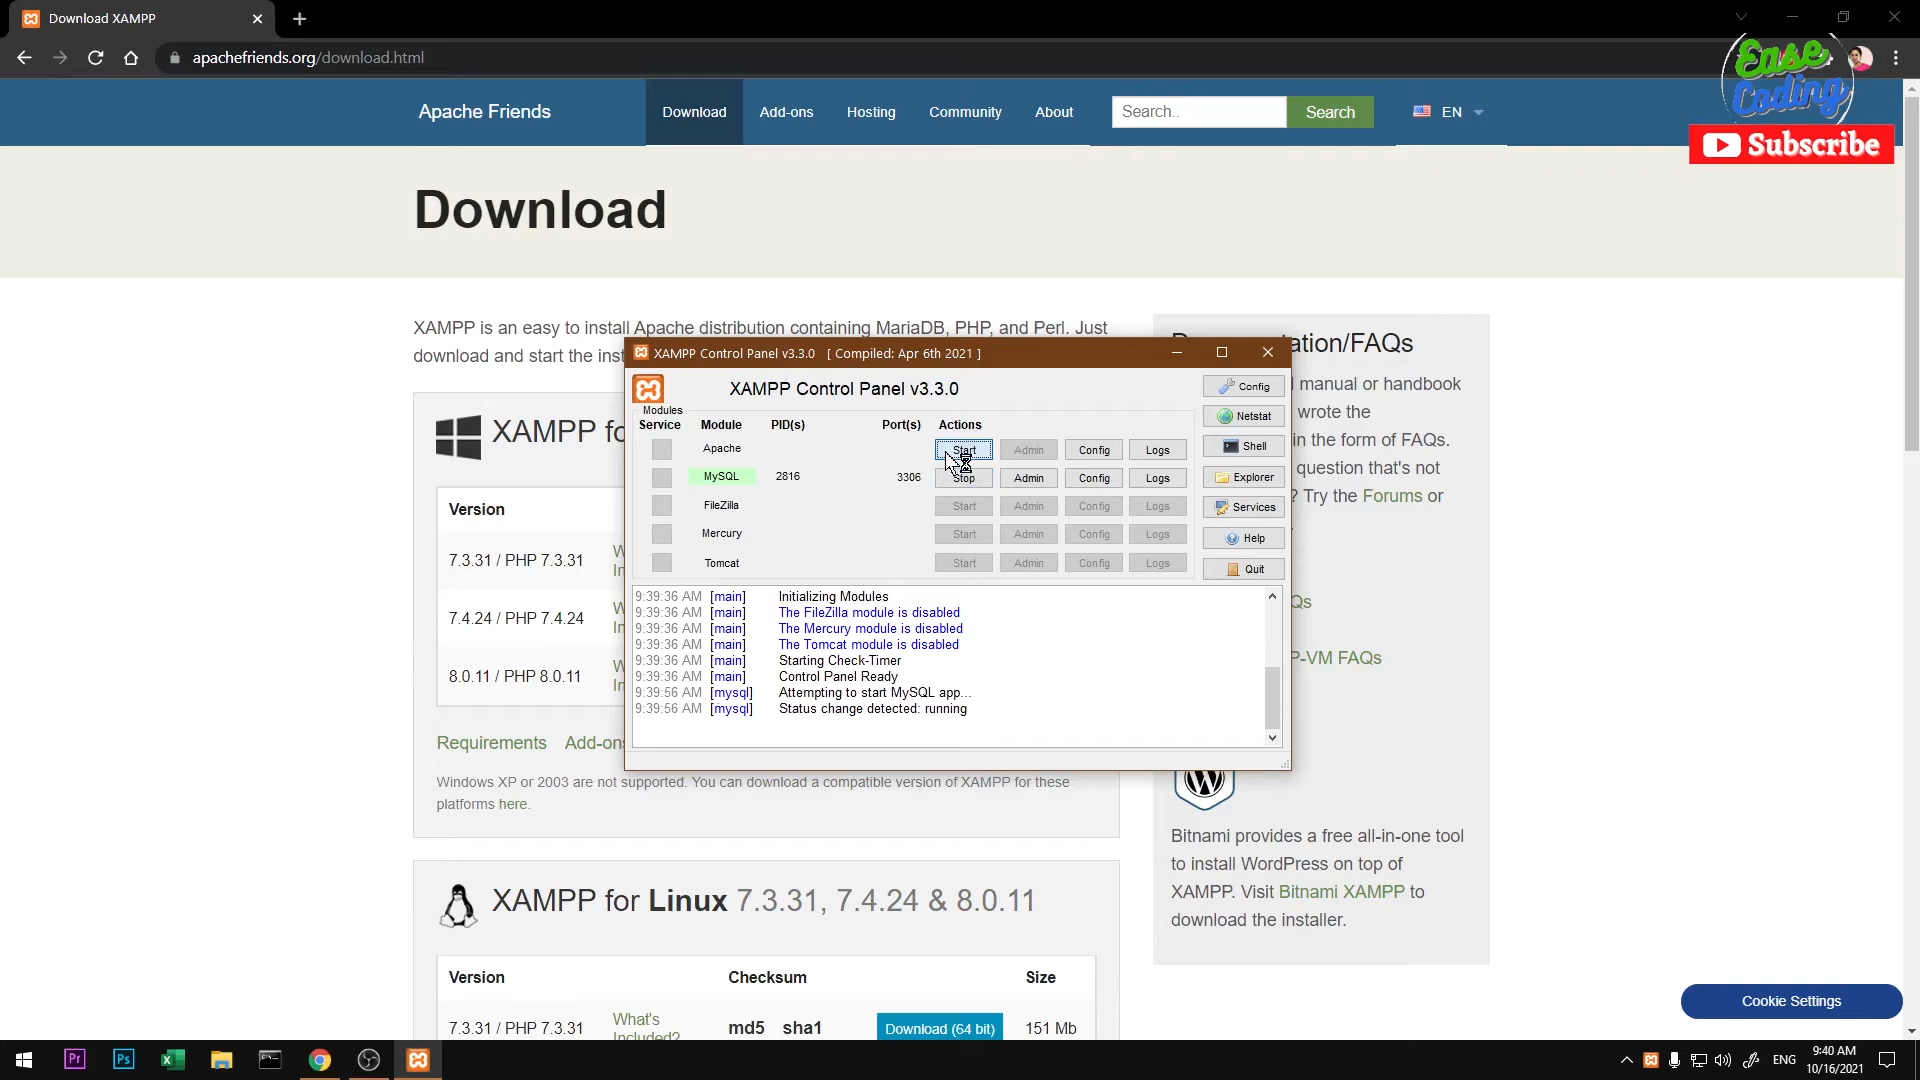 Download XAMPP
apachefriends.org/download.html
Ease
Coding
Subscribe
Apache Friends
Download
Add-ons
Hosting
Community
About
Search..
Search
EN
Download
XAMPP is an easy to install Apache distribution containing MariaDB, PHP, and Perl. Just
download and start the inst
XAMPP fo
Version
7.3.31 / PHP 7.3.31
7.4.24 / PHP 7.4.24
8.0.11 / PHP 8.0.11
Requirements
Add-ons
Windows XP or 2003 are not supported. You can download a compatible version of XAMPP for these
platforms here.
XAMPP Control Panel v3.3.0 [ Compiled: Apr 6th 2021 ]
XAMPP Control Panel v3.3.0
Modules
Service Module PID(s) Port(s) Actions
Apache Start Admin Config Logs
MySQL 2816 3306 Stop Admin Config Logs
FileZilla Start Admin Config Logs
Mercury Start Admin Config Logs
Tomcat Start Admin Config Logs
Config
Netstat
Shell
Explorer
Services
Help
Quit
9:39:36 AM [main] Initializing Modules
9:39:36 AM [main] The FileZilla module is disabled
9:39:36 AM [main] The Mercury module is disabled
9:39:36 AM [main] The Tomcat module is disabled
9:39:36 AM [main] Starting Check-Timer
9:39:36 AM [main] Control Panel Ready
9:39:56 AM [mysql] Attempting to start MySQL app...
9:39:56 AM [mysql] Status change detected: running
ation/FAQs
manual or handbook
wrote the
in the form of FAQs.
question that's not
? Try the Forums or
Qs
P-VM FAQs
Bitnami provides a free all-in-one tool
to install WordPress on top of
XAMPP. Visit Bitnami XAMPP to
download the installer.
XAMPP for Linux 7.3.31, 7.4.24 & 8.0.11
Version Checksum Size
7.3.31 / PHP 7.3.31 What's
Included? md5 sha1 Download (64 bit) 151 Mb
Cookie Settings
Pr
Ps
ENG
9:40 AM
10/16/2021